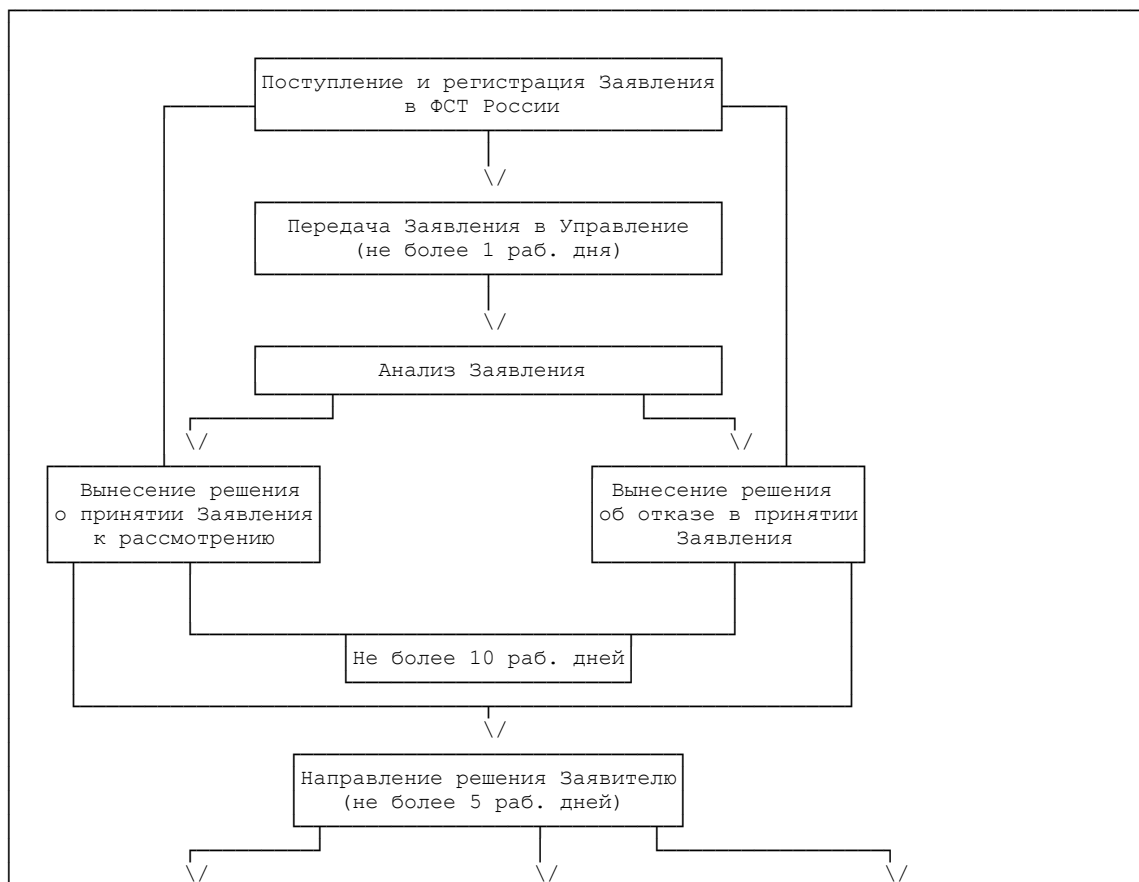 Поступление и регистрация Заявления
в ФСТ России
\/
Передача Заявления в Управление
(не более 1 раб. дня)
\/
Анализ Заявления
\/ \/
Вынесение решения
о принятии Заявления
к рассмотрению
Вынесение решения
об отказе в принятии
Заявления
Не более 10 раб. дней
\/
Направление решения Заявителю
(не более 5 раб. дней)
\/ \/ \/